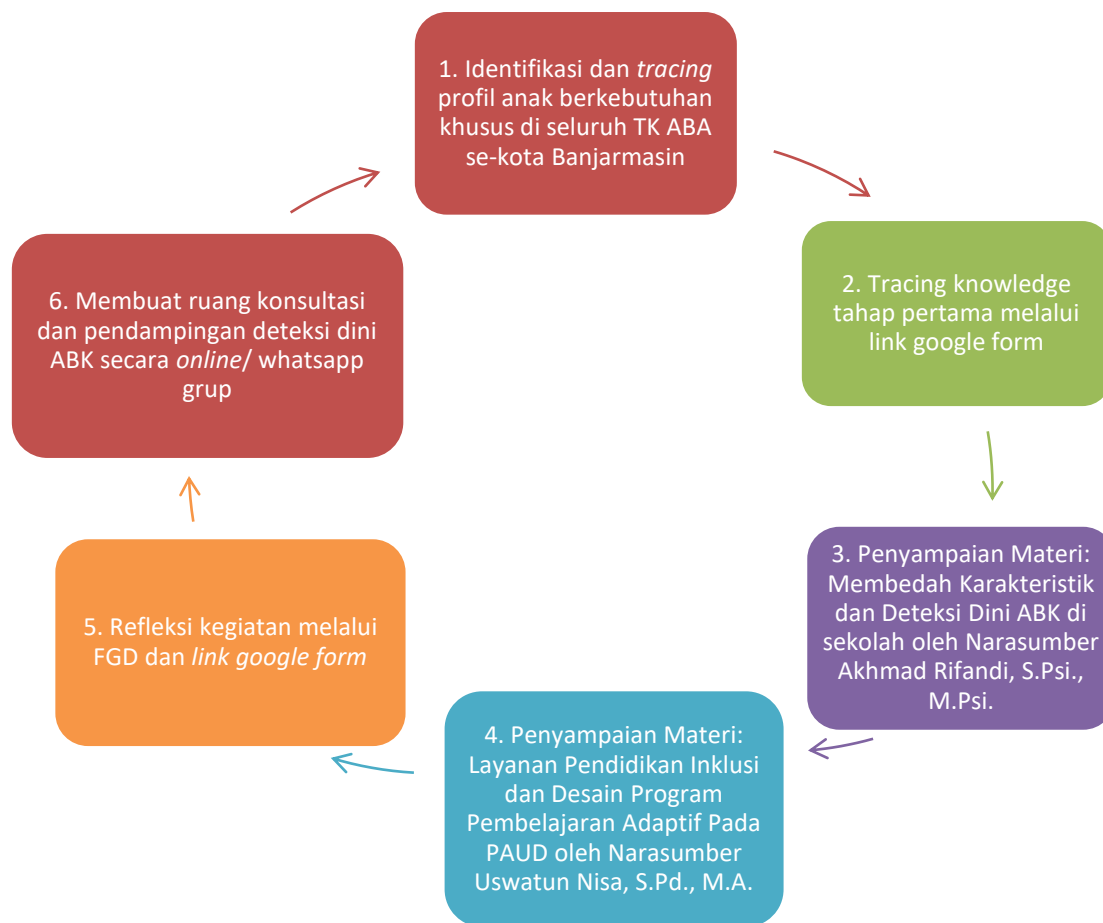 1. Identifikasi dan tracing
profil anak berkebutuhan
khusus di seluruh TK ABA
se-kota Banjarmasin
2. Tracing knowledge
tahap pertama melalui
link google form
3. Penyampaian Materi:
Membedah Karakteristik
dan Deteksi Dini ABK di
sekolah oleh Narasumber
Akhmad Rifandi, S.Psi.,
M.Psi.
4. Penyampaian Materi:
Layanan Pendidikan Inklusi
dan Desain Program
Pembelajaran Adaptif Pada
PAUD oleh Narasumber
Uswatun Nisa, S.Pd., M.A.
5. Refleksi kegiatan melalui
FGD dan link google form
6. Membuat ruang konsultasi
dan pendampingan deteksi dini
ABK secara online/ whatsapp
grup